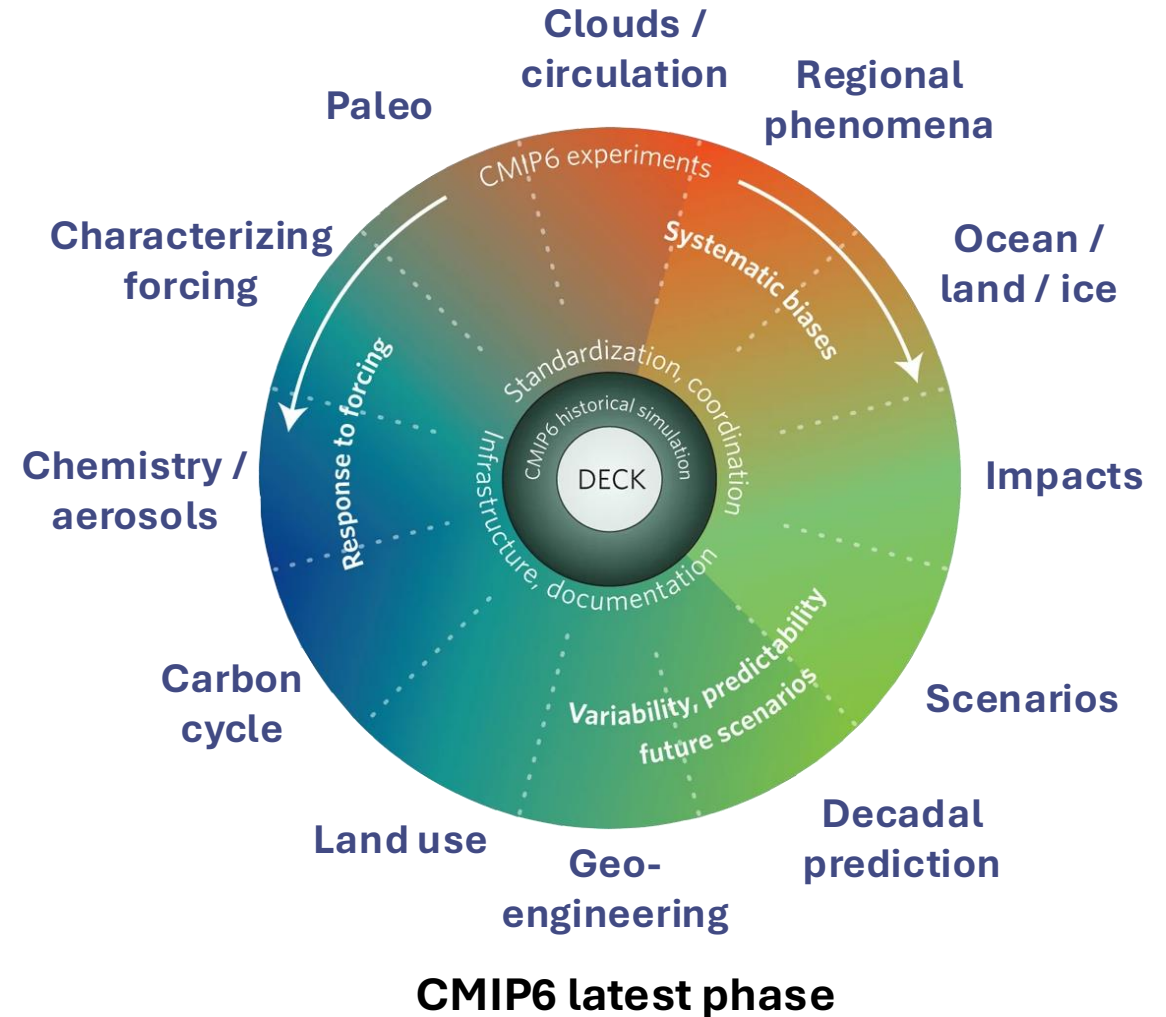 Clouds /
circulation
Regional
phenomena
Paleo
CMIP6 experiments
Characterizing
forcing
Ocean /
land / ice
Systematic biases
Response to forcing
Standardization, coordination
CMIP6 historical simulation
DECK
Infrastructure, documentation
Chemistry /
aerosols
Impacts
Variability, predictability
future scenarios
Carbon
cycle
Scenarios
Land use
Geo-
engineering
Decadal
prediction
CMIP6 latest phase